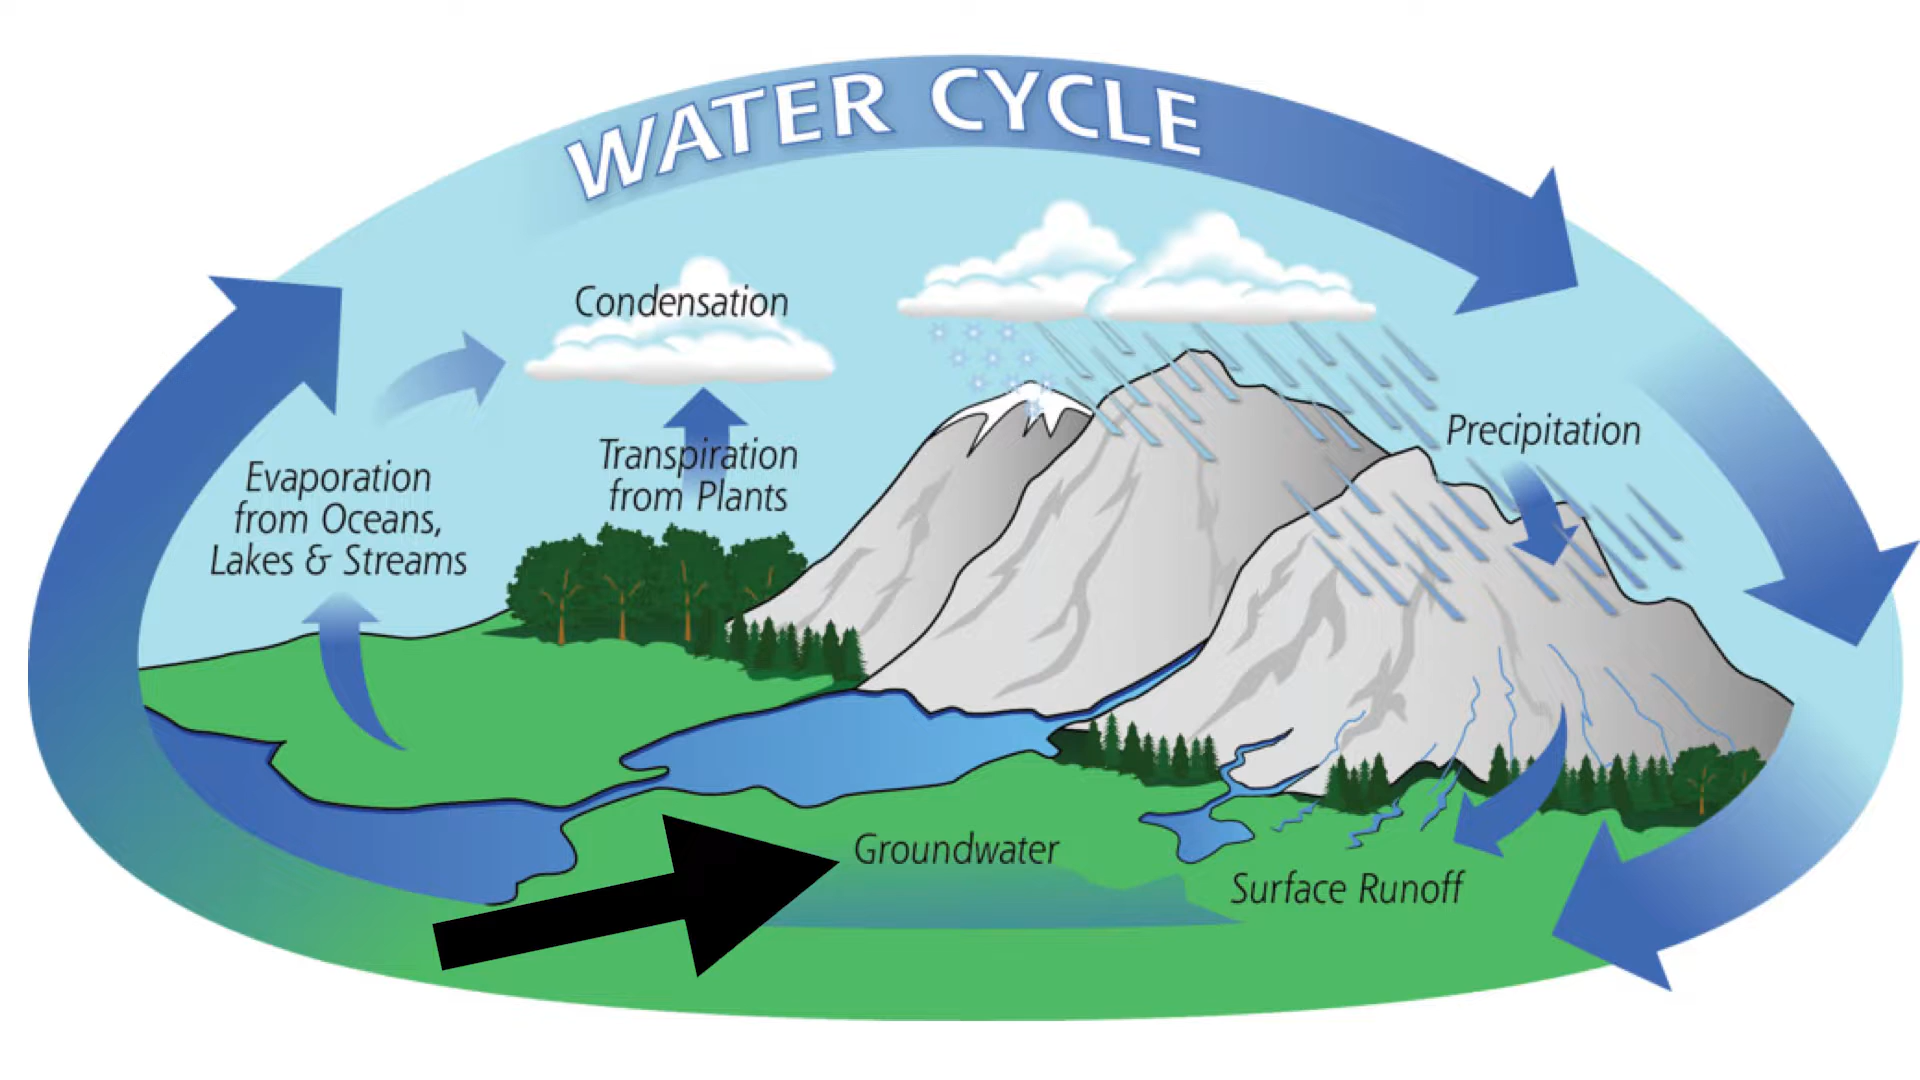 WATER CYCLE
Condensation
Precipitation
Transpiration
from Plants
Evaporation
from Oceans,
Lakes & Streams
Groundwater
Surface Runoff